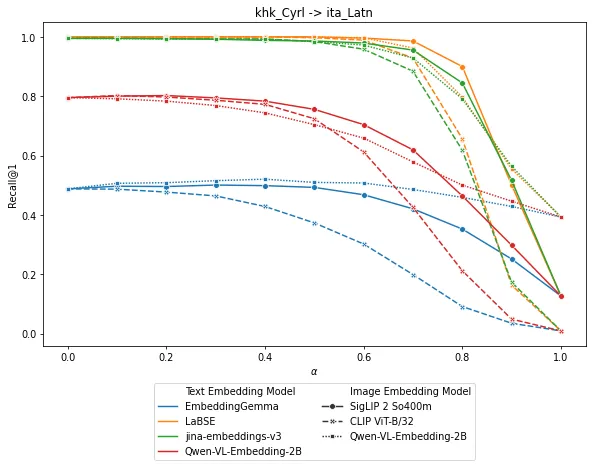 khk_Cyrl -> ita_Latn
Recall@1
1.0
0.8
0.6
0.4
0.2
0.0
0.0 0.2 0.4 0.6 0.8 1.0
α
Text Embedding Model Image Embedding Model
EmbeddingGemma SigLIP 2 So400m
LaBSE CLIP ViT-B/32
jina-embeddings-v3 Qwen-VL-Embedding-2B
Qwen-VL-Embedding-2B